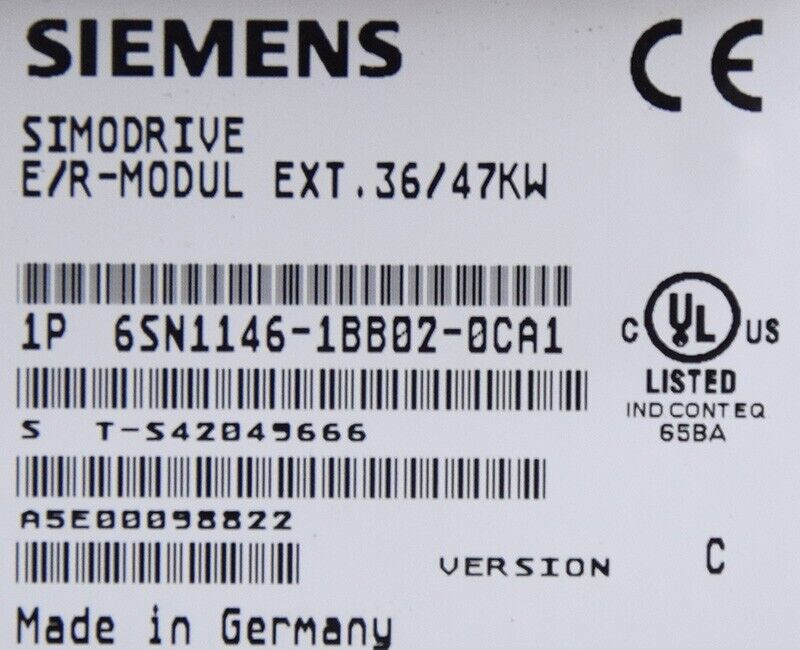 SIEMENS
CE
SIMODRIVE
E/R-MODUL EXT.36/47KW
1P 6SN1146-1BB02-0CA1
C UL US
LISTED
IND CONT EQ
65BA
S T-S42049666
A5E00098822
VERSION C
Made in Germany